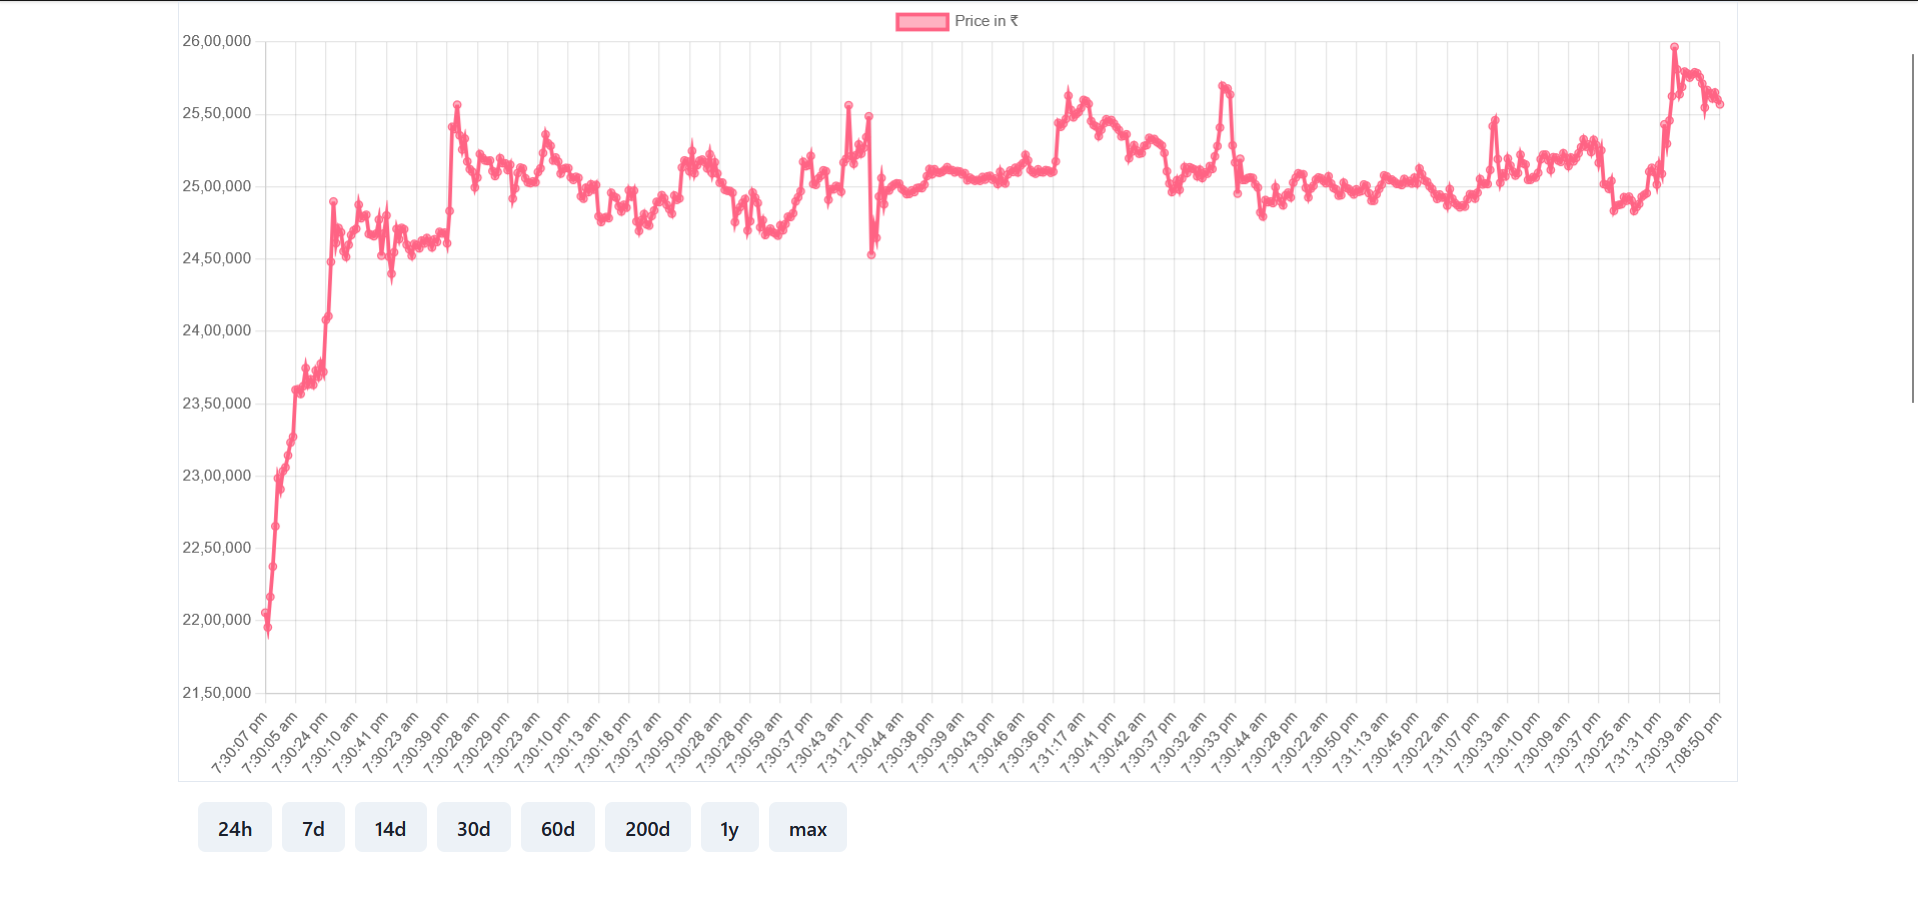 Price in ₹
26,00,000
25,50,000
25,00,000
24,50,000
24,00,000
23,50,000
23,00,000
22,50,000
22,00,000
21,50,000
7:30:07 pm
7:30:05 am
7:30:24 pm
7:30:10 am
7:30:41 pm
7:30:23 am
7:30:39 pm
7:30:28 am
7:30:29 pm
7:30:23 am
7:30:10 pm
7:30:13 am
7:30:18 pm
7:30:37 am
7:30:50 pm
7:30:28 am
7:30:28 pm
7:30:59 am
7:30:37 pm
7:30:43 am
7:31:21 pm
7:30:44 am
7:30:38 pm
7:30:39 am
7:30:43 pm
7:30:46 am
7:30:36 pm
7:31:17 am
7:30:41 pm
7:30:42 am
7:30:37 pm
7:30:32 am
7:30:33 pm
7:30:44 am
7:30:28 pm
7:30:22 am
7:30:50 pm
7:31:13 am
7:30:45 pm
7:30:22 am
7:31:07 pm
7:30:33 am
7:30:10 pm
7:30:09 am
7:30:37 pm
7:30:25 am
7:31:31 pm
7:30:39 am
7:08:50 pm
24h 7d 14d 30d 60d 200d 1y max